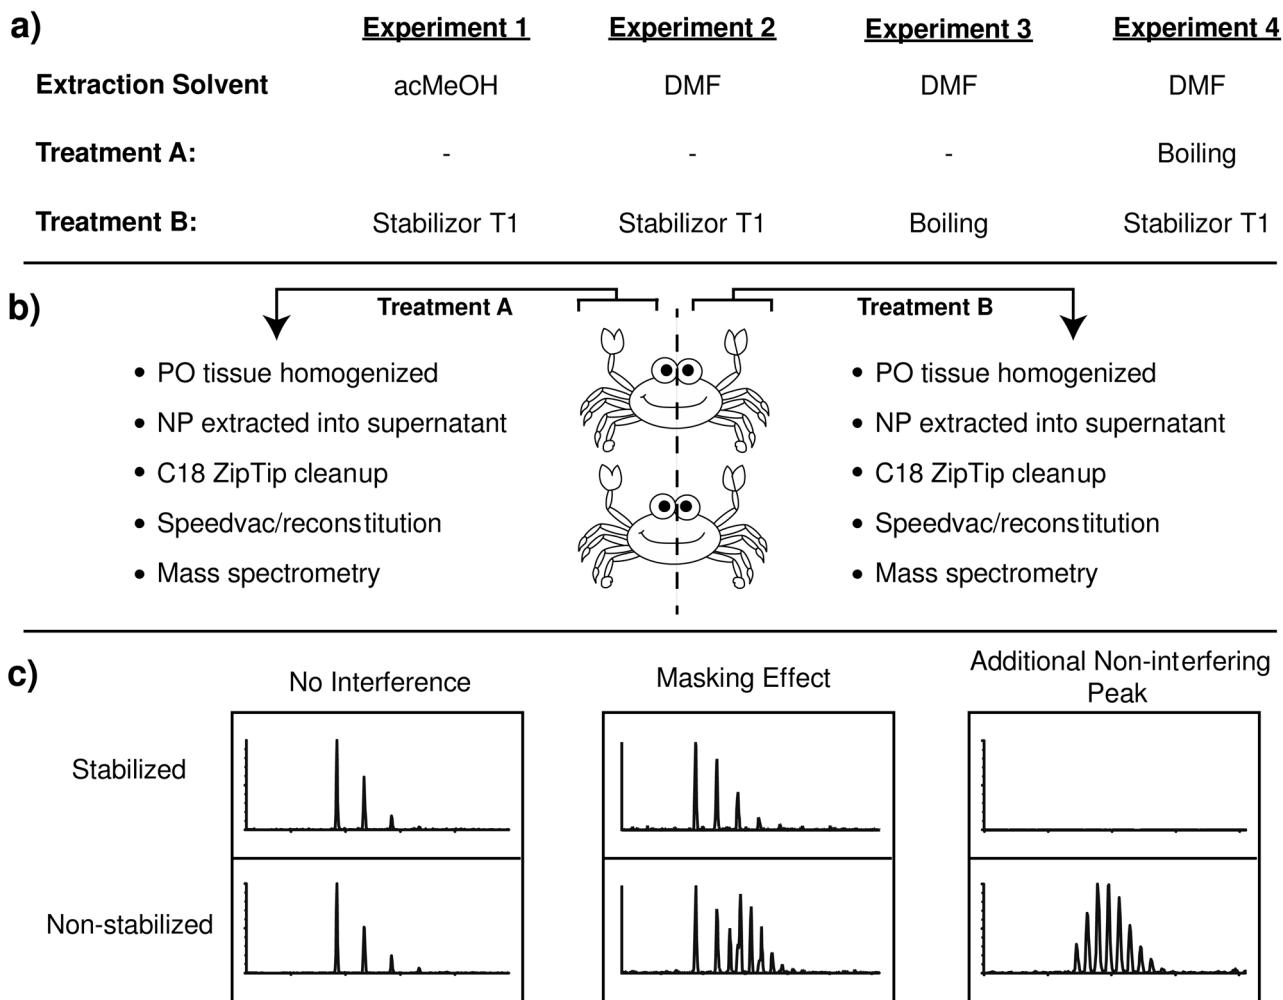 a)
Experiment 1 Experiment 2 Experiment 3 Experiment 4
Extraction Solvent acMeOH DMF DMF DMF
Treatment A: - - - Boiling
Treatment B: Stabilizor T1 Stabilizor T1 Boiling Stabilizor T1
b)
Treatment A
• PO tissue homogenized
• NP extracted into supernatant
• C18 ZipTip cleanup
• Speedvac/reconstitution
• Mass spectrometry
Treatment B
• PO tissue homogenized
• NP extracted into supernatant
• C18 ZipTip cleanup
• Speedvac/reconstitution
• Mass spectrometry
c)
No Interference
Masking Effect
Additional Non-interfering
Peak
Stabilized
Non-stabilized